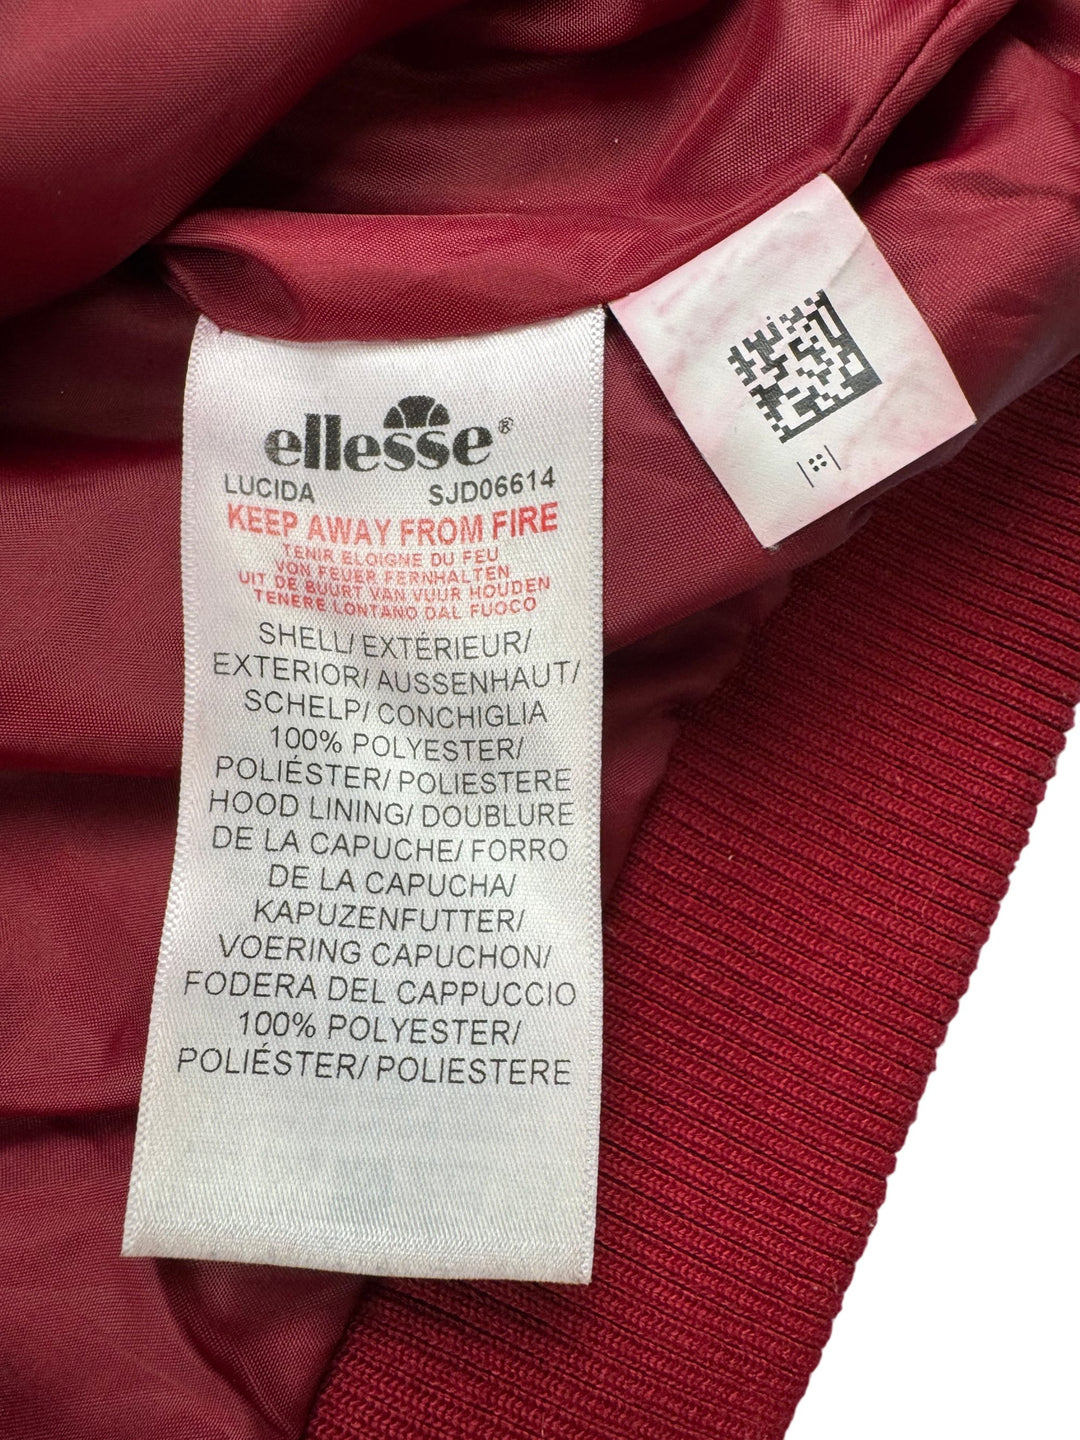 ellesse®
LUCIDA SJD06614
KEEP AWAY FROM FIRE
TENIR ELOIGNE DU FEU
VON FEUER FERNHALTEN
UIT DE BUURT VAN VUUR HOUDEN
TENERE LONTANO DAL FUOCO
SHELL/ EXTÉRIEUR/
EXTERIOR/ AUSSENHAUT/
SCHELP/ CONCHIGLIA
100% POLYESTER/
POLIÉSTER/ POLIESTERE
HOOD LINING/ DOUBLURE
DE LA CAPUCHE/ FORRO
DE LA CAPUCHA/
KAPUZENFUTTER/
VOERING CAPUCHON/
FODERA DEL CAPPUCCIO
100% POLYESTER/
POLIÉSTER/ POLIESTERE